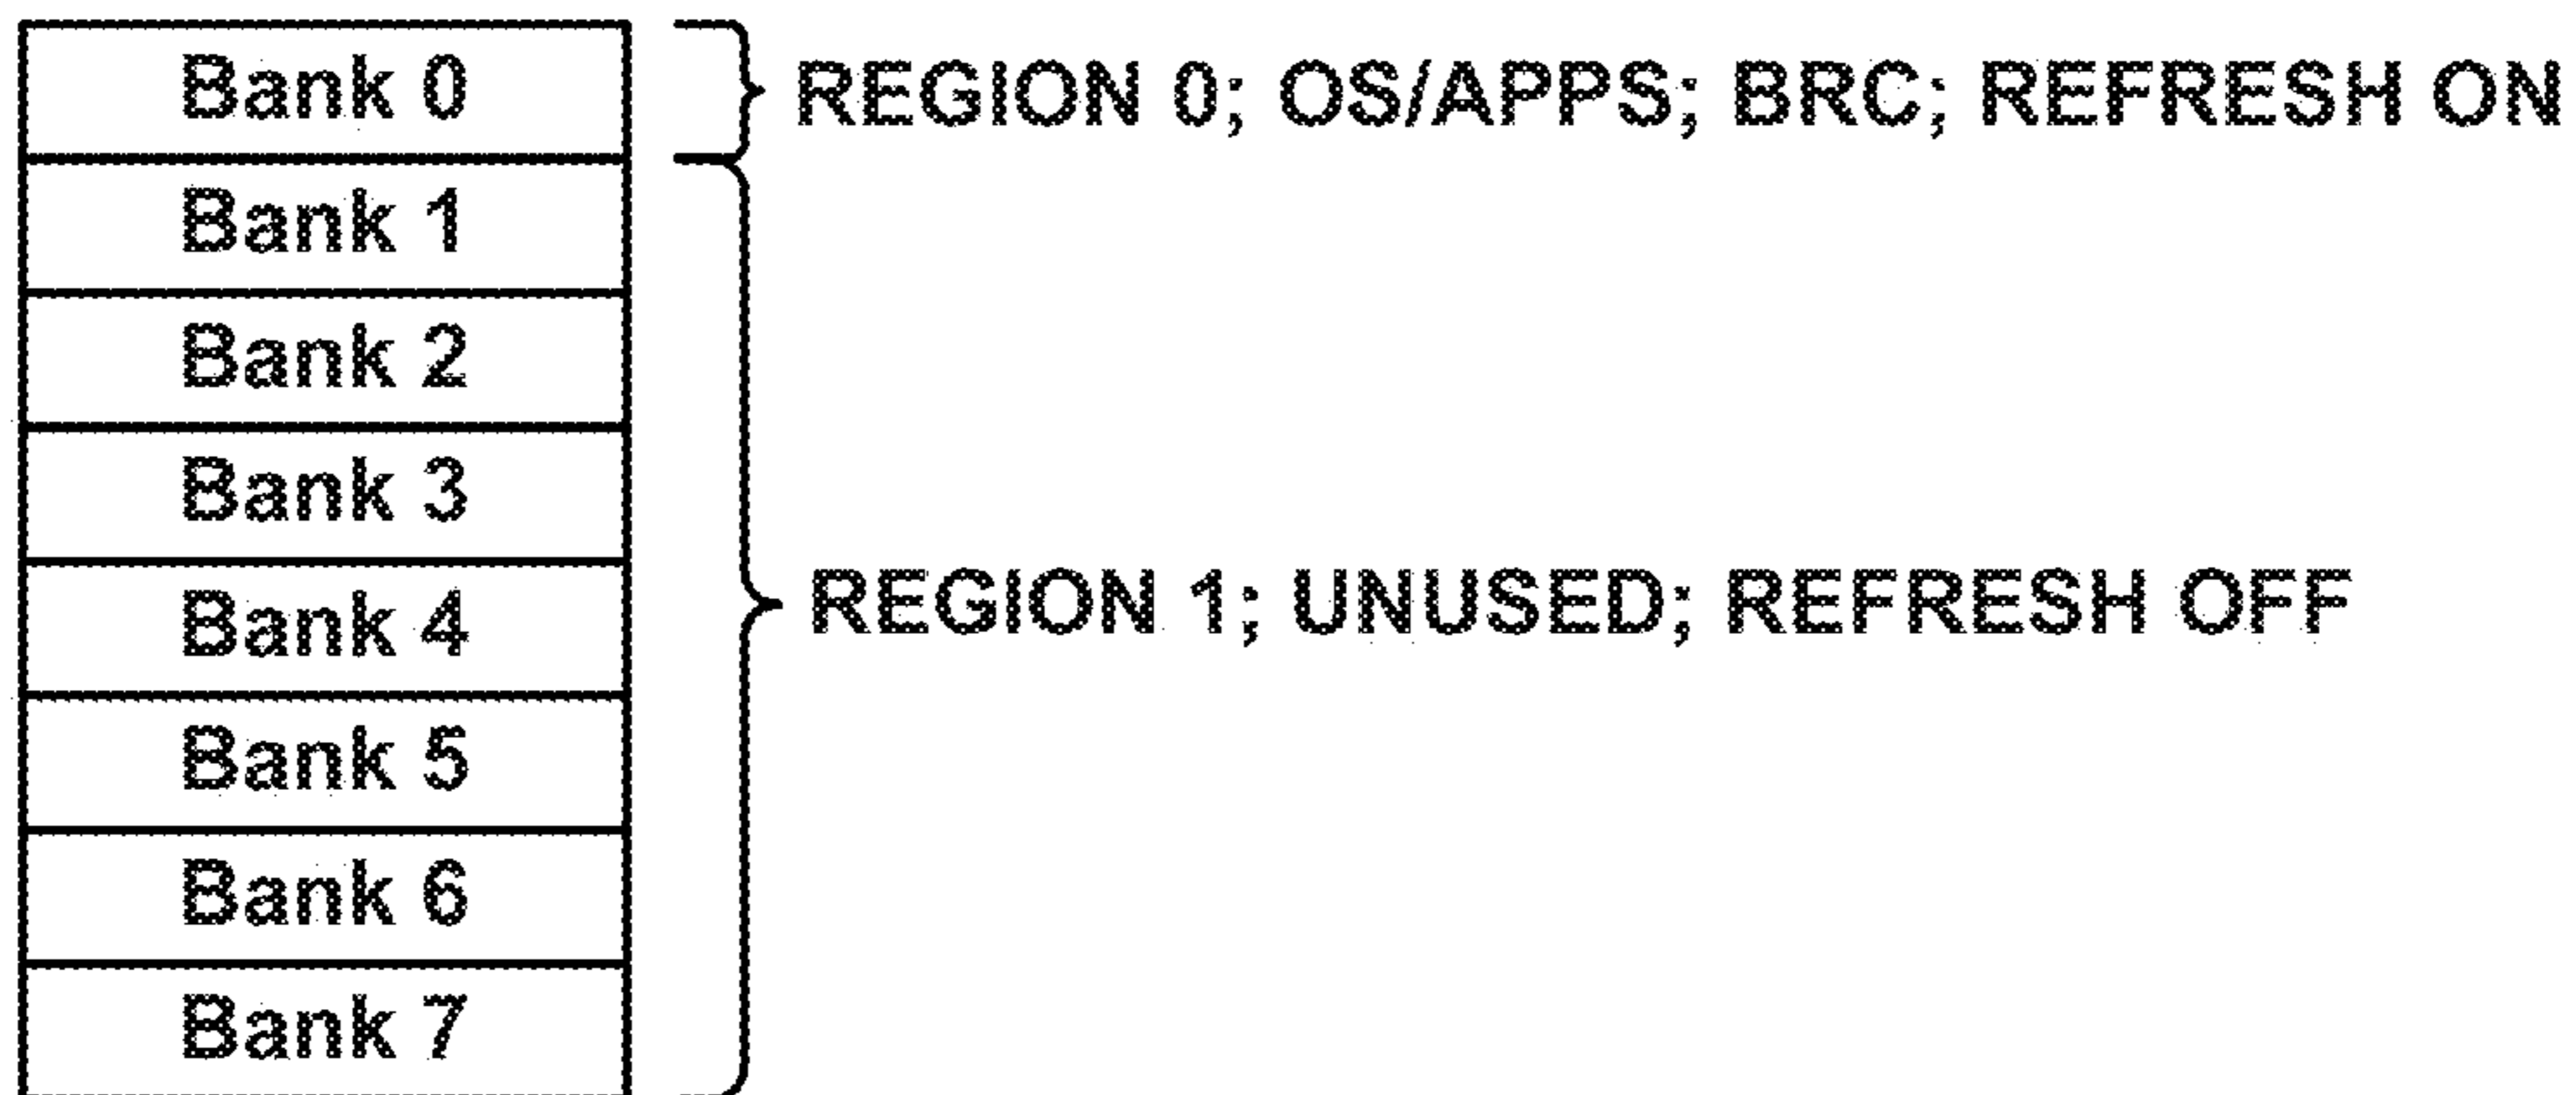 Bank 0
REGION 0; OS/APPS; BRC; REFRESH ON
Bank 1
Bank 2
Bank 3
Bank 4
REGION 1; UNUSED; REFRESH OFF
Bank 5
Bank 6
Bank 7